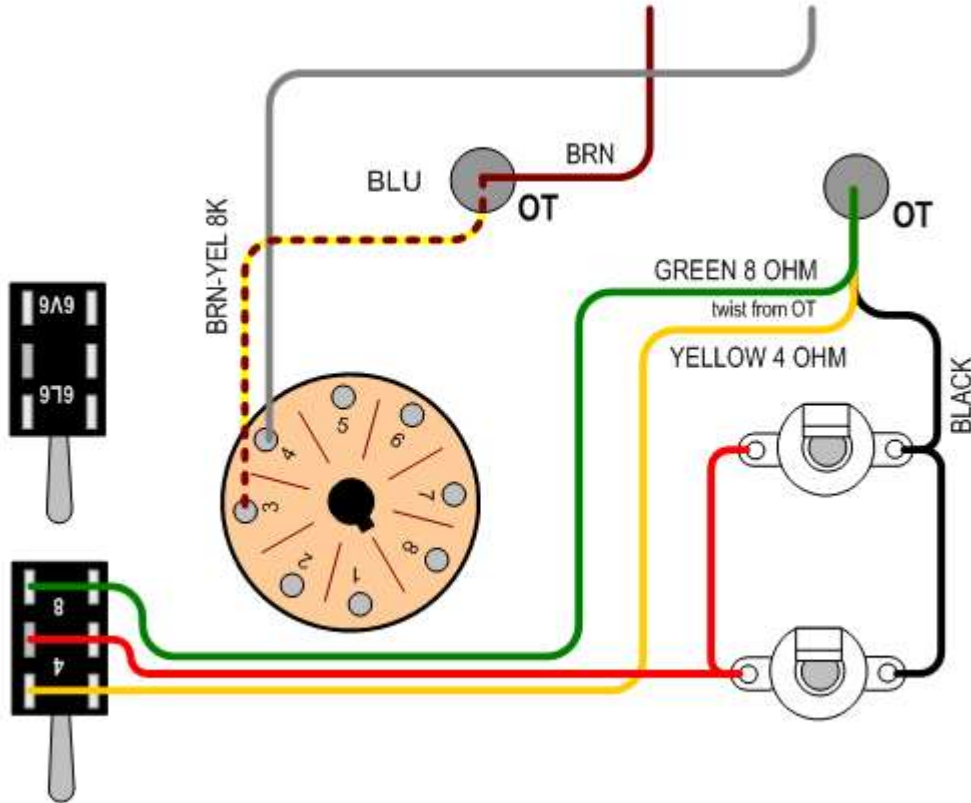 BRN
BLU
OT
OT
BRN-YEL 8K
GREEN 8 OHM
twist from OT
YELLOW 4 OHM
BLACK
6V6
6L6
5
6
4
7
3
8
2
1
8
4